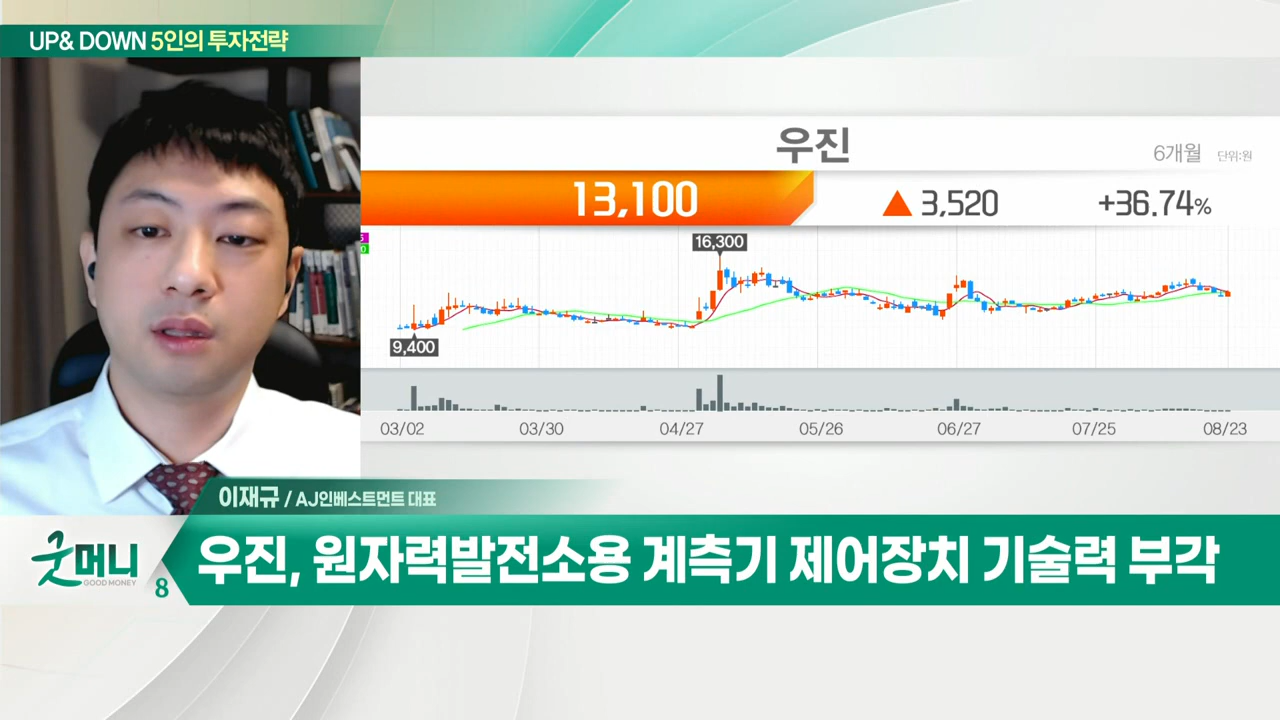 UP& DOWN 5인의 투자전략
우진
6개월 단위:원
13,100 ▲ 3,520 +36.74%
16,300
9,400
03/02 03/30 04/27 05/26 06/27 07/25 08/23
이재규 / AJ인베스트먼트 대표
굿머니
GOOD MONEY
8
우진, 원자력발전소용 계측기 제어장치 기술력 부각